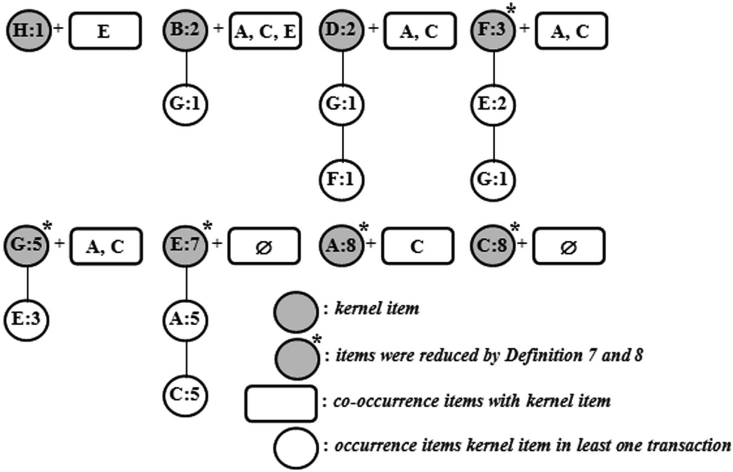 H:1 + E
B:2 + A, C, E
D:2 + A, C
F:3 * + A, C
G:1
G:1
E:2
F:1
G:1
G:5 * + A, C
E:7 * + ∅
A:8 * + C
C:8 * + ∅
E:3
A:5
C:5
: kernel item
* : items were reduced by Definition 7 and 8
: co-occurrence items with kernel item
: occurrence items kernel item in least one transaction